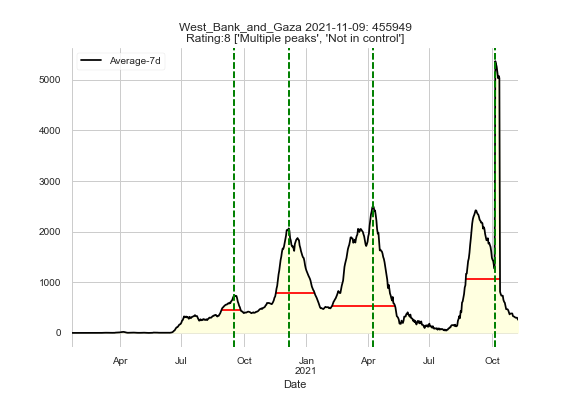 West_Bank_and_Gaza 2021-11-09: 455949
Rating:8 ['Multiple peaks', 'Not in control']
Average-7d
5000
4000
3000
2000
1000
0
Apr
Jul
Oct
Jan
2021
Apr
Jul
Oct
Date